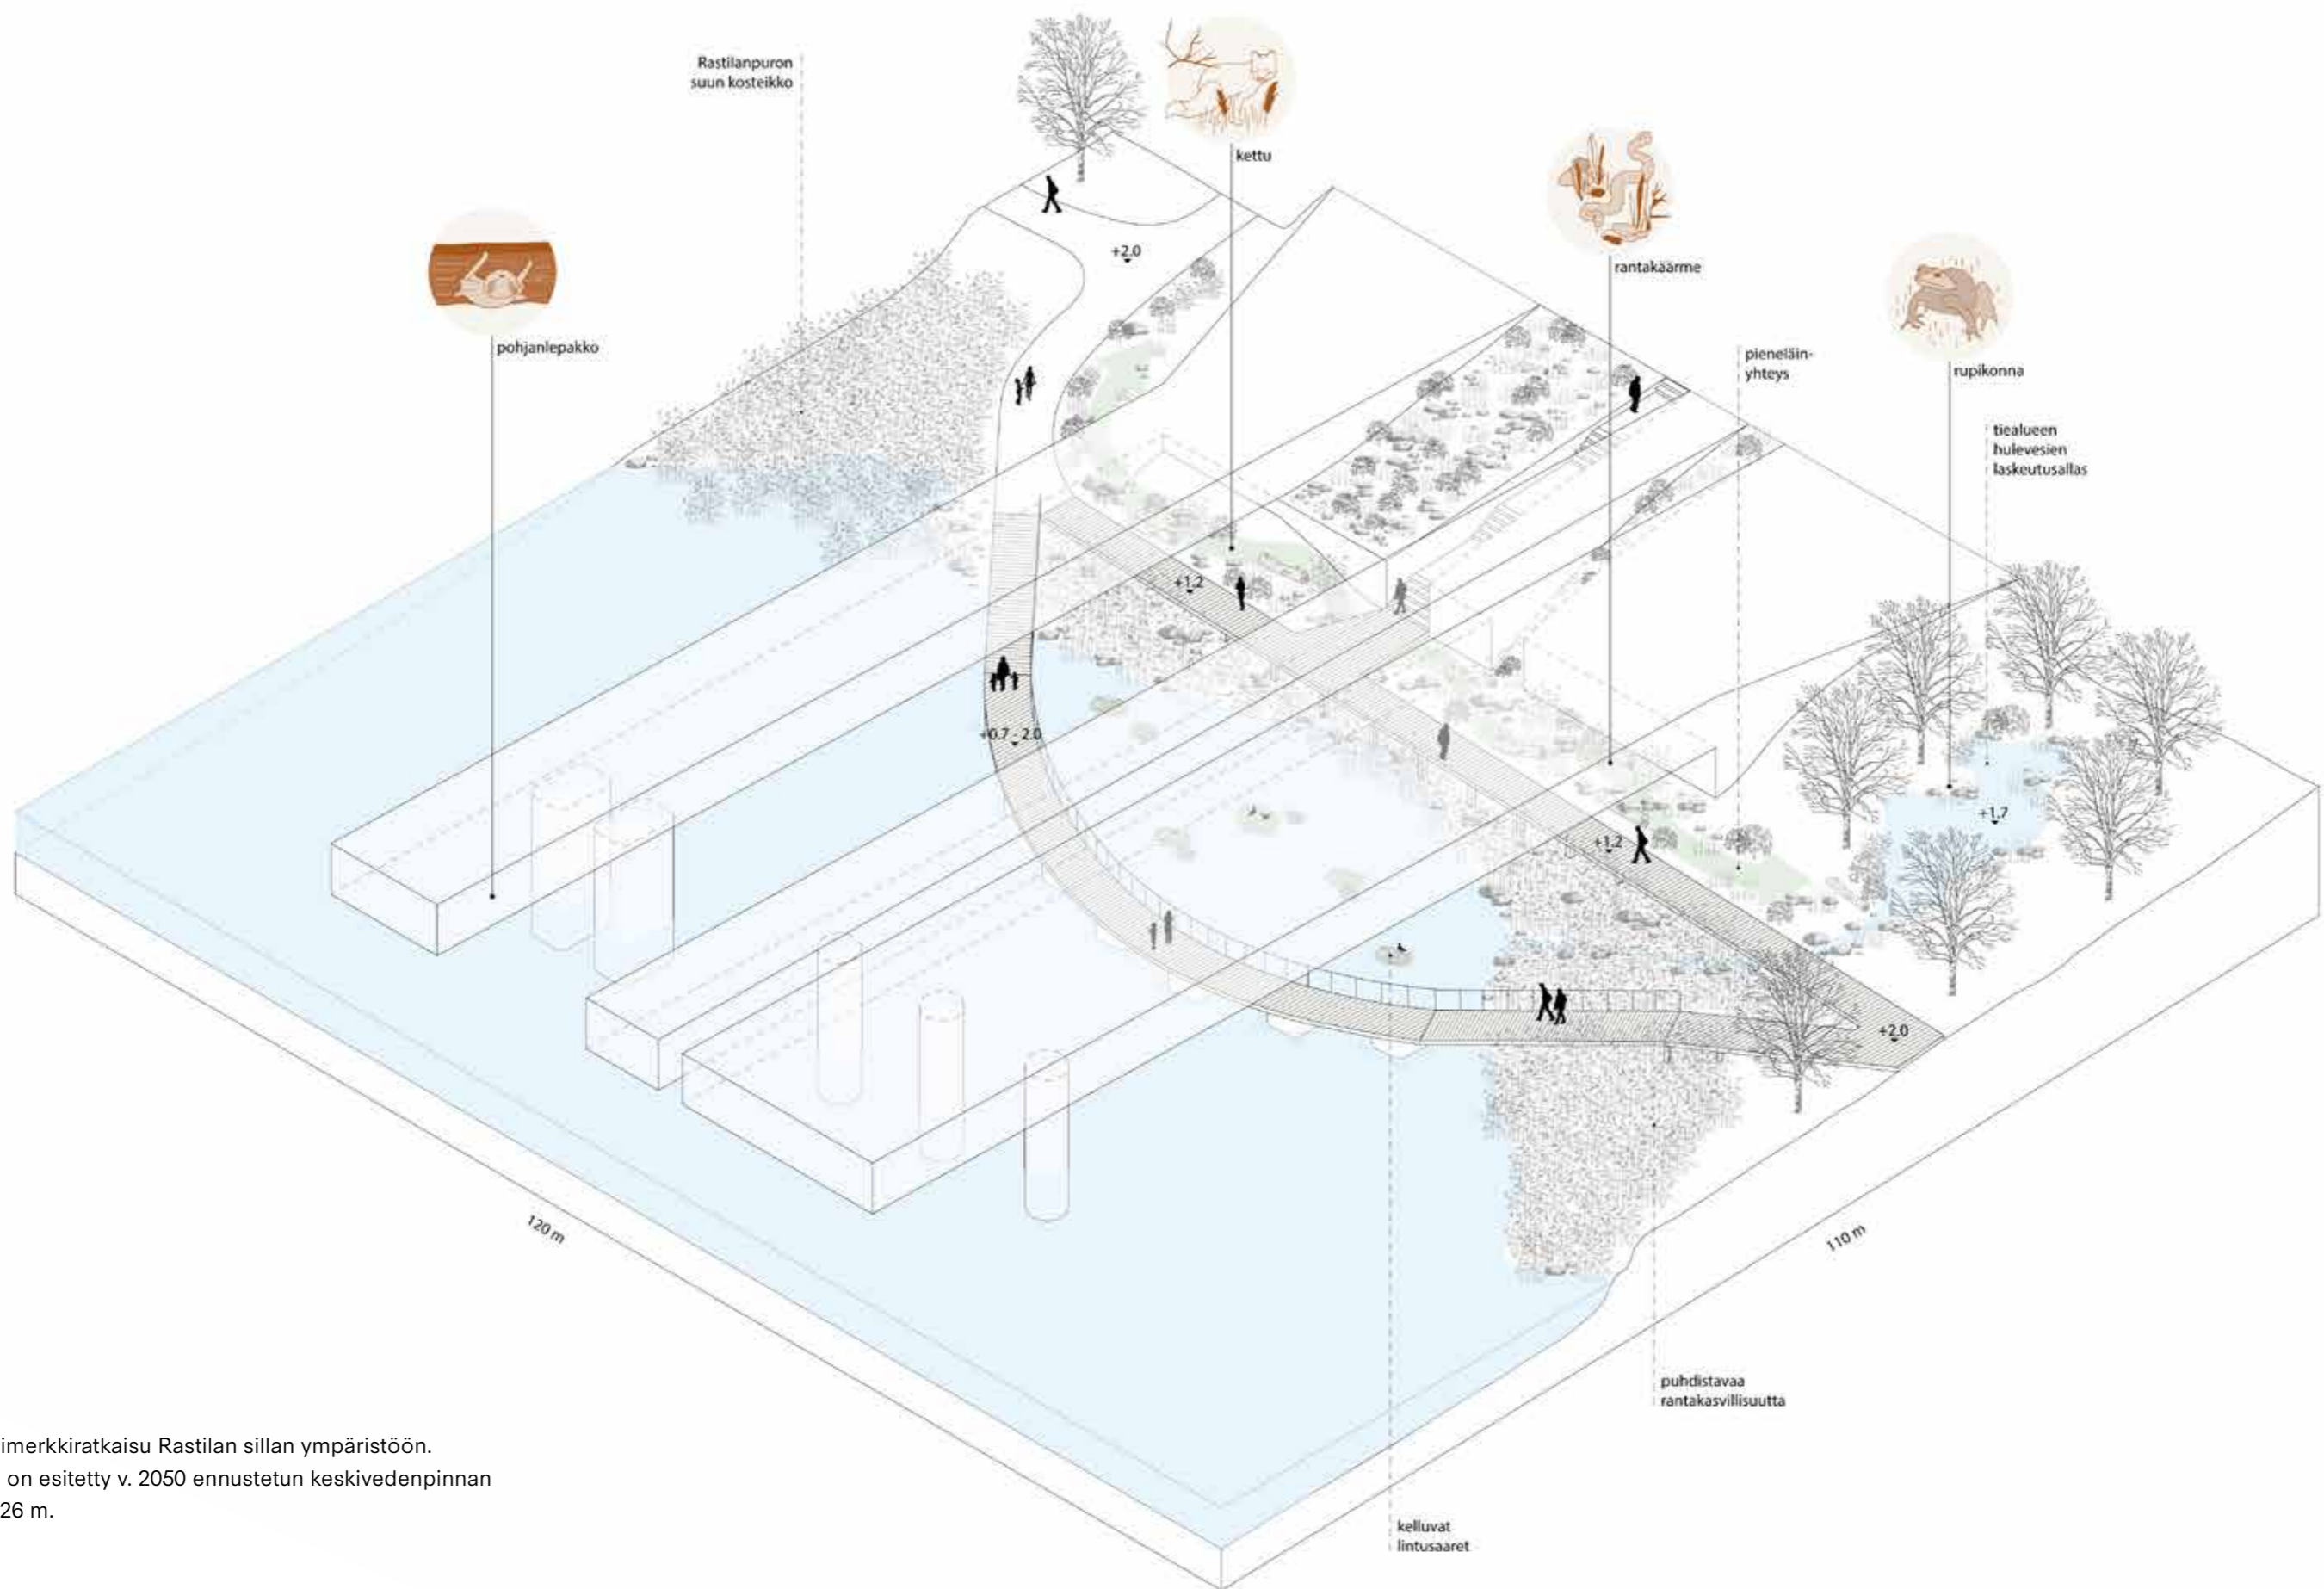 Rastilanpuron
suun kosteikko
kettu
rantakäärme
pohjanlepakko
pieneläin-
yhteys
rupikonna
tiealueen
hulevesien
laskeutusallas
+2.0
+1.2
+0.7 - 2.0
+1.7
+1.2
+2.0
120 m
110 m
puhdistavaa
rantakasvillisuutta
kelluvat
lintusaaret
imerkkiratkaisu Rastilan sillan ympäristöön.
on esitetty v. 2050 ennustetun keskivedenpinnan
26 m.